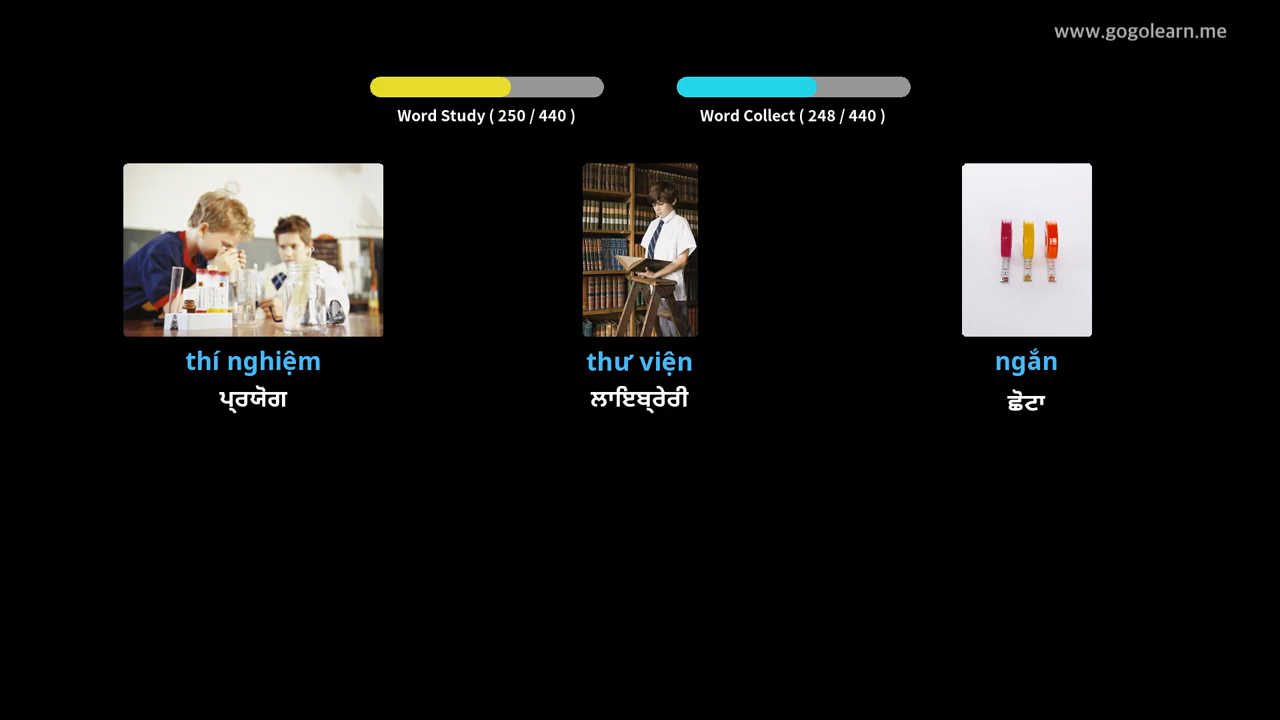 www.gogolearn.me
Word Study ( 250 / 440 )
Word Collect ( 248 / 440 )
thí nghiệm
thư viện
ngắn
ਪ੍ਰਯੋਗ
ਲਾਇਬ੍ਰੇਰੀ
ਛੋਟਾ